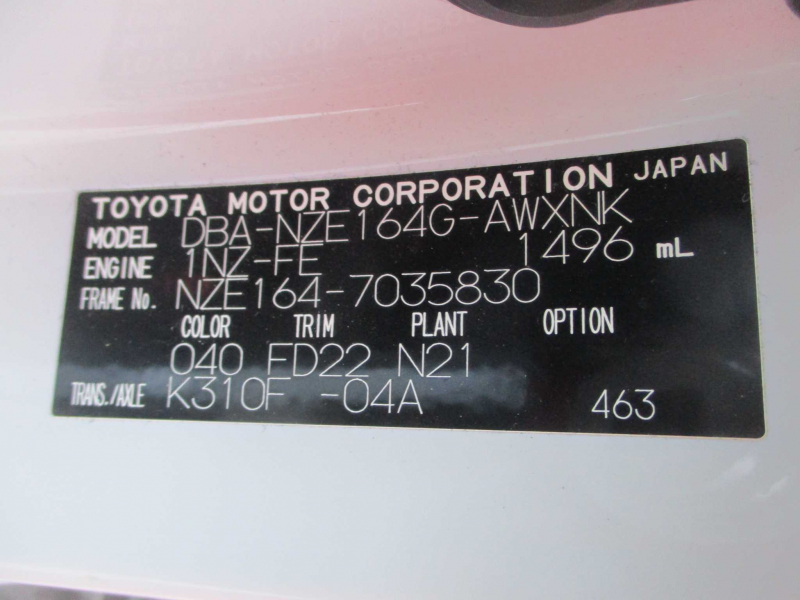 TOYOTA MOTOR CORPORATION JAPAN
MODEL DBA-NZE164G-AWXNK
ENGINE 1NZ-FE 1496 mL
FRAME No. NZE164-7035830
COLOR TRIM PLANT OPTION
040 FD22 N21
TRANS./AXLE K310F -04A 463